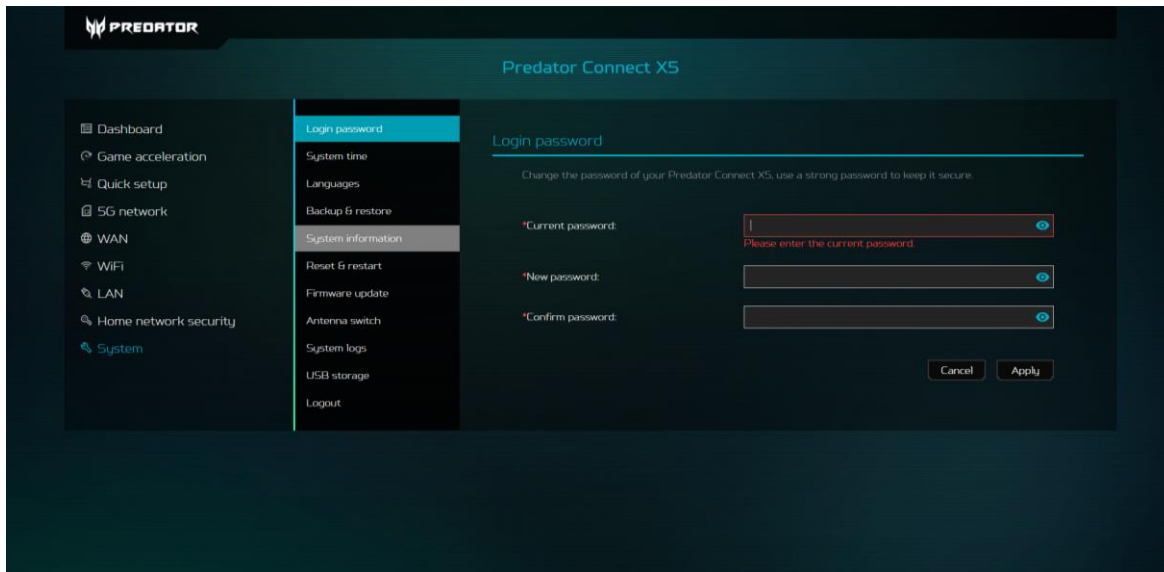 PREDATOR
Predator Connect X5
Dashboard
Game acceleration
Quick setup
5G network
WAN
WiFi
LAN
Home network security
System
Login password
System time
Languages
Backup & restore
System information
Reset & restart
Firmware update
Antenna switch
System logs
USB storage
Logout
Login password
Change the password of your Predator Connect X5, use a strong password to keep it secure.
*Current password:
Please enter the current password.
*New password:
*Confirm password:
Cancel Apply